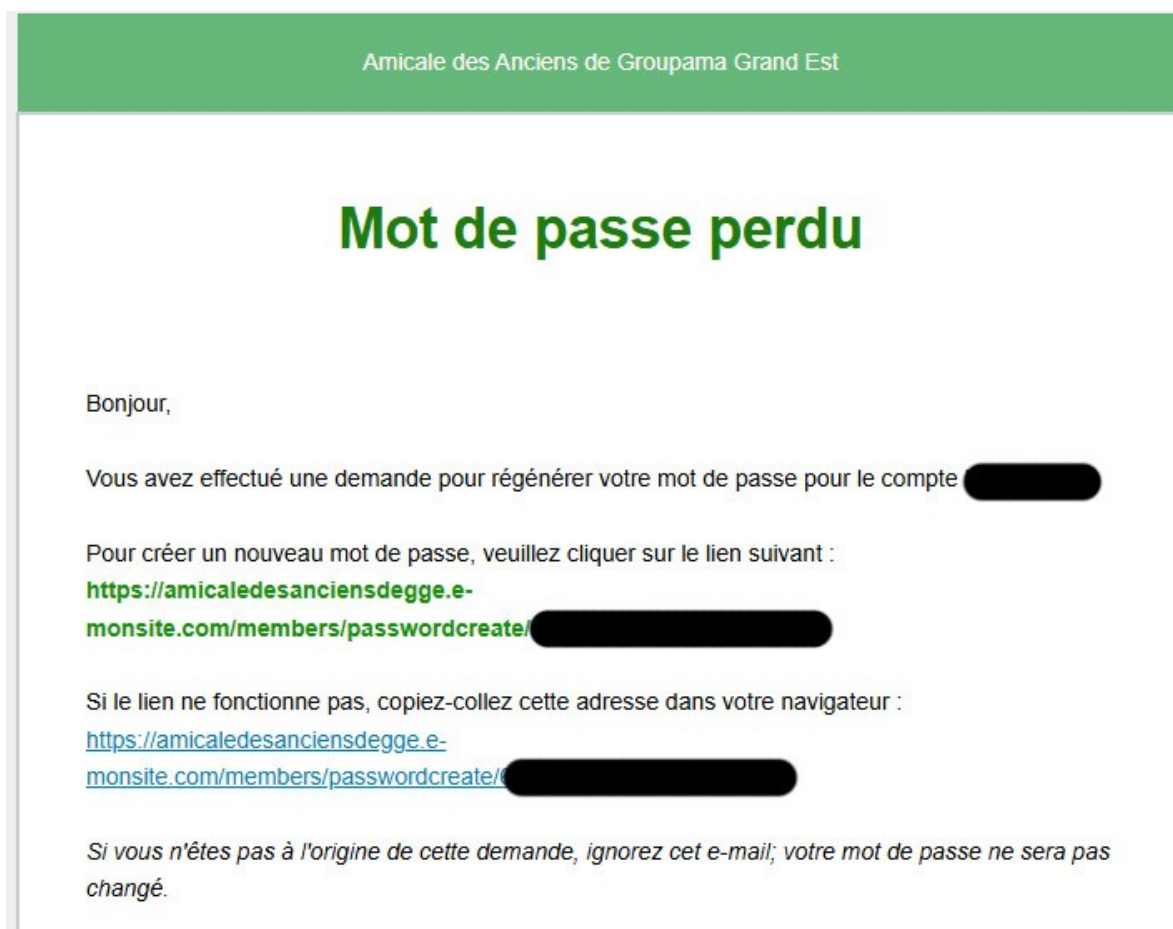 Amicale des Anciens de Groupama Grand Est
Mot de passe perdu
Bonjour,
Vous avez effectué une demande pour régénérer votre mot de passe pour le compte
Pour créer un nouveau mot de passe, veuillez cliquer sur le lien suivant :
https://amicaledesanciensdegge.e-
monsite.com/members/passwordcreate/
Si le lien ne fonctionne pas, copiez-collez cette adresse dans votre navigateur :
https://amicaledesanciensdegge.e-
monsite.com/members/passwordcreate/
Si vous n'êtes pas à l'origine de cette demande, ignorez cet e-mail; votre mot de passe ne sera pas
changé.